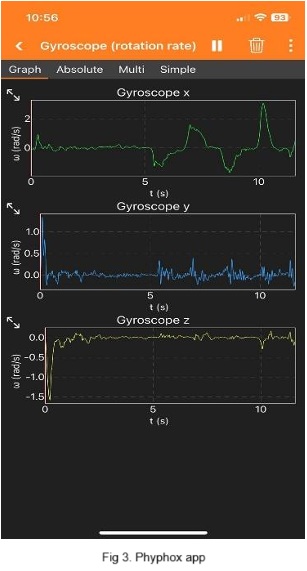 10:56
93
Gyroscope (rotation rate)
Graph Absolute Multi Simple
Gyroscope x
ω (rad/s)
2
0
0 5 10
t (s)
Gyroscope y
ω (rad/s)
1.0
0.5
0.0
0 5 10
t (s)
Gyroscope z
ω (rad/s)
0.0
−0.5
−1.0
−1.5
0 5 10
t (s)
Fig 3. Phyphox app